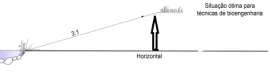 Situação ótima para
técnicas de bioengenharia
3:1
Horizontal